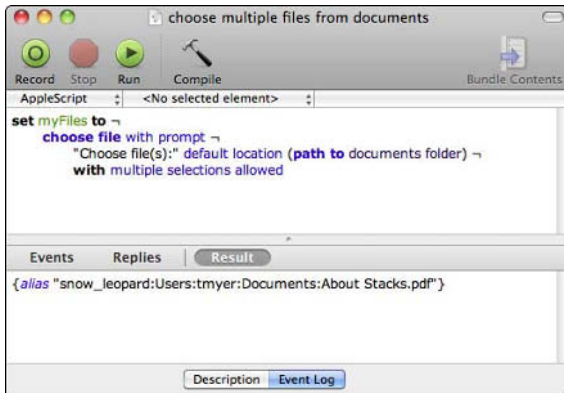 choose multiple files from documents
Record Stop Run Compile Bundle Contents
AppleScript <No selected element>
set myFiles to ¬
choose file with prompt ¬
"Choose file(s):" default location (path to documents folder) ¬
with multiple selections allowed
Events Replies Result
{alias "snow_leopard:Users:tmyer:Documents:About Stacks.pdf"}
Description Event Log